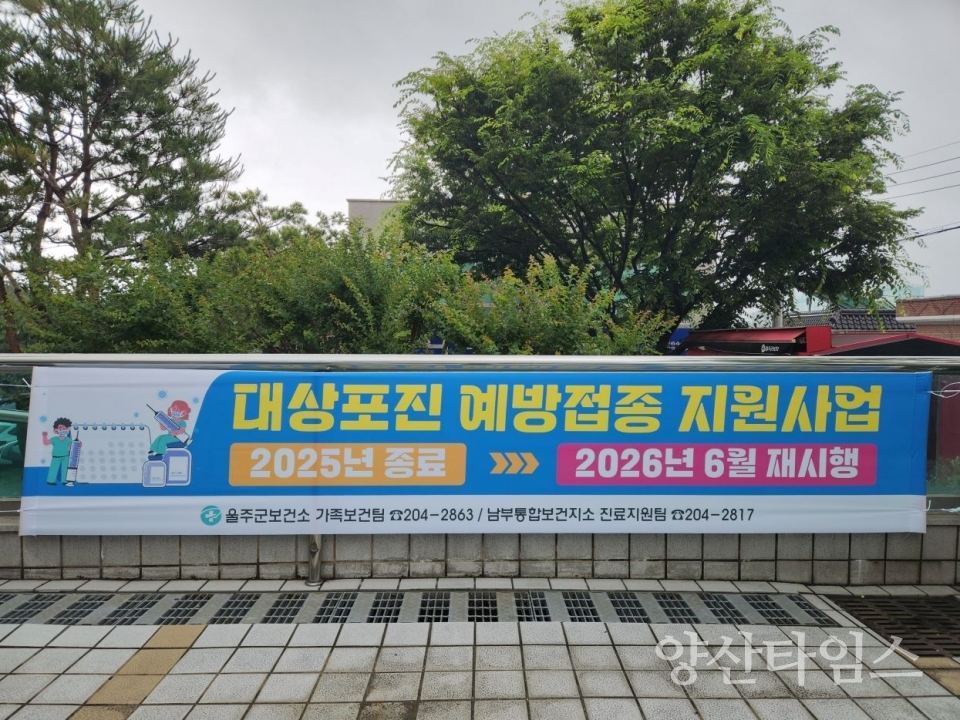 대상포진 예방접종 지원사업
2025년 종료 >>> 2026년 6월 재시행
울주군보건소 가족보건팀 ☎204-2863 / 남부통합보건지소 진료지원팀 ☎204-2817
양산타임스